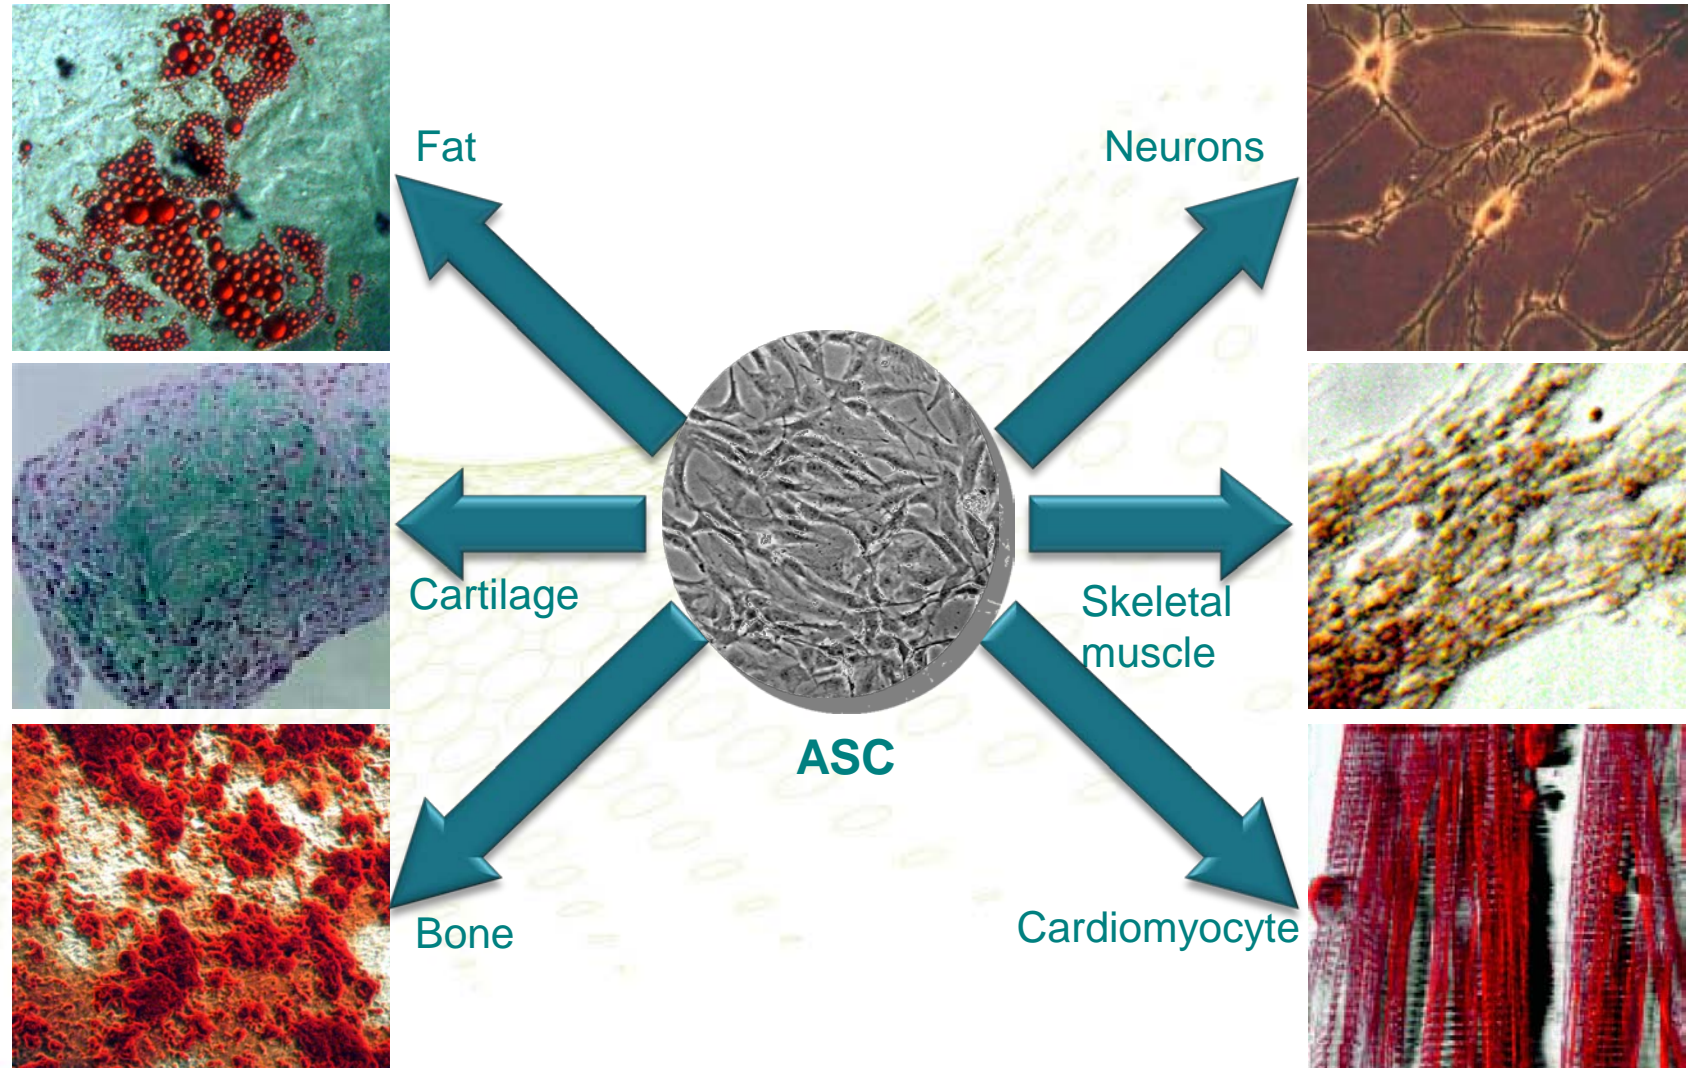 Fat
Neurons
Cartilage
Skeletal
muscle
ASC
Bone
Cardiomyocyte